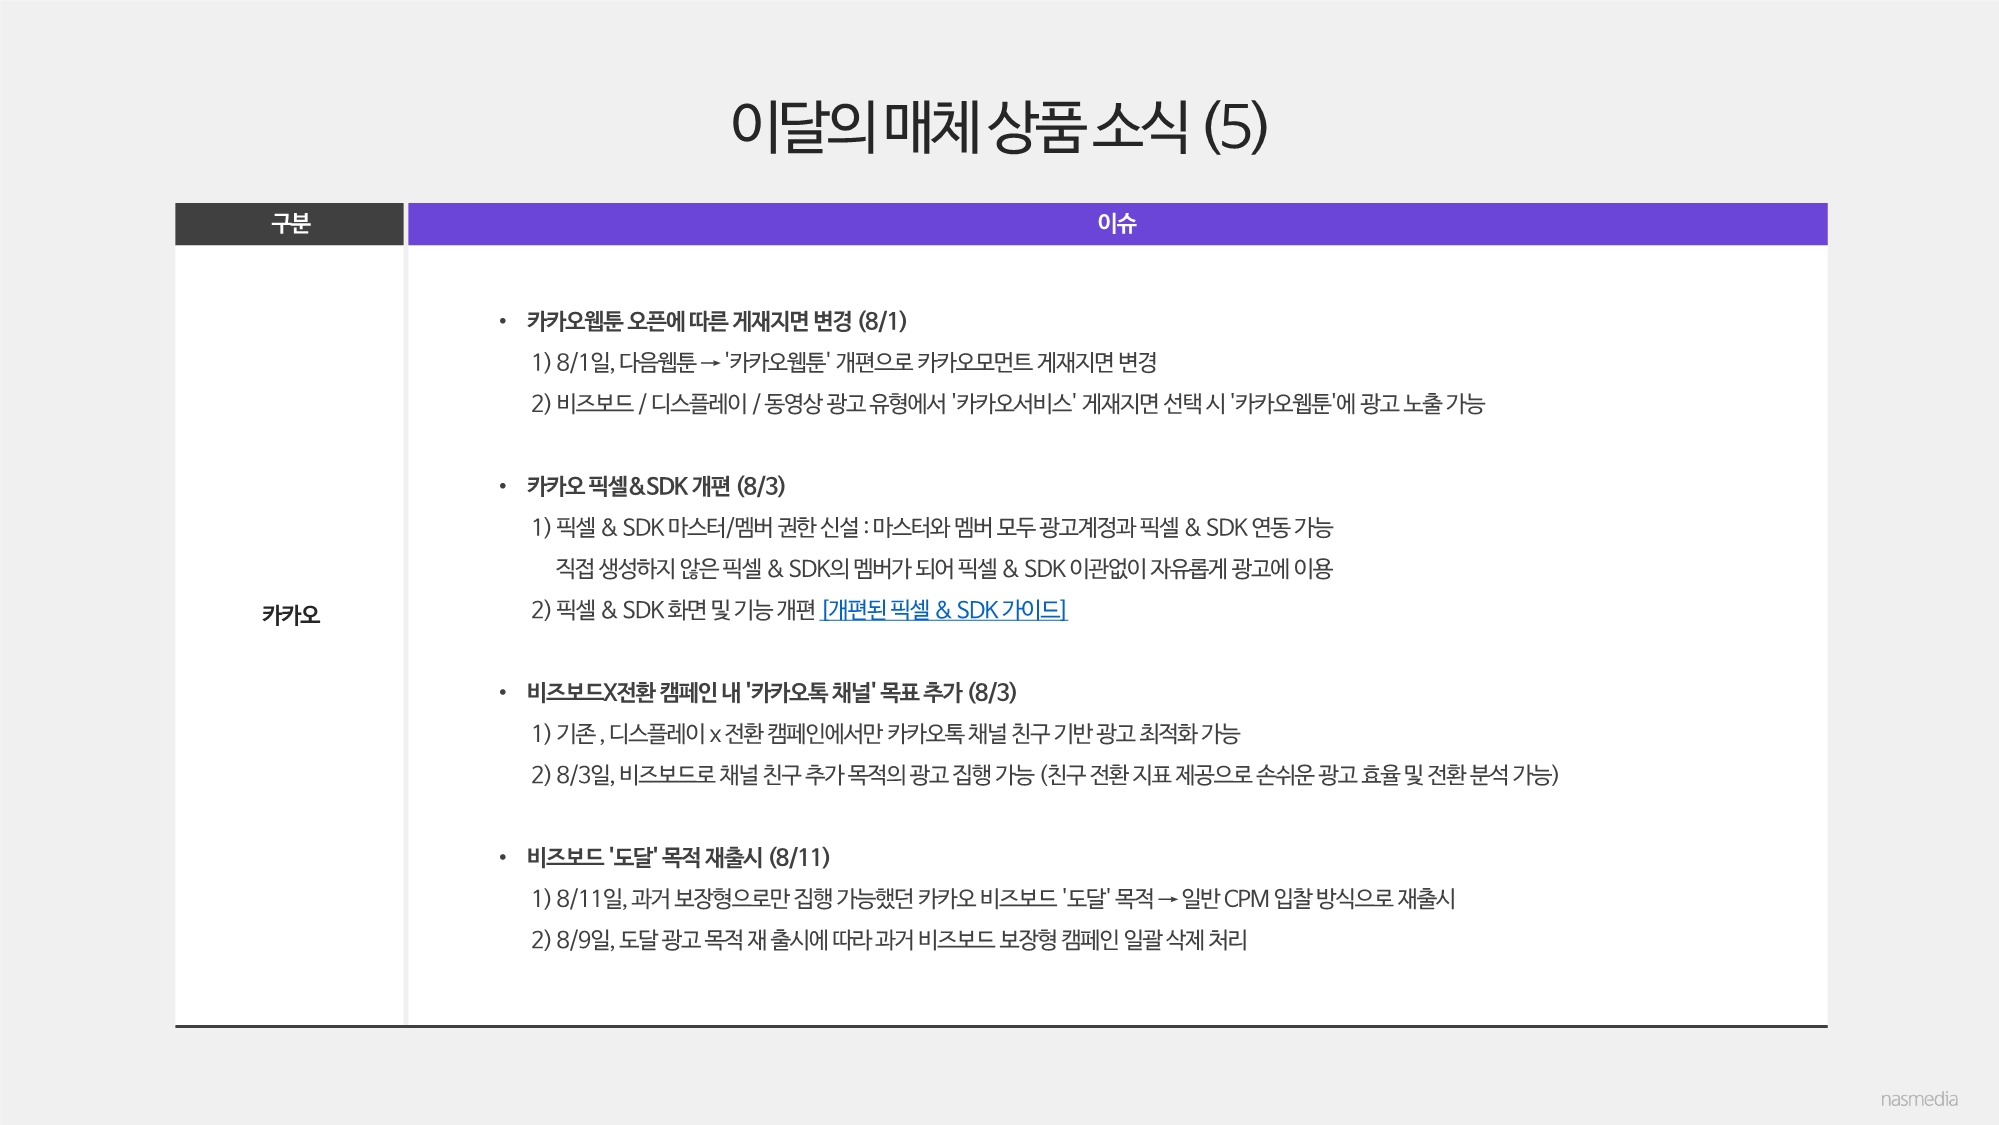 이달의 매체 상품 소식 (5)
구분
이슈
카카오
• 카카오웹툰 오픈에 따른 게재지면 변경 (8/1)
1) 8/1일, 다음웹툰 → '카카오웹툰' 개편으로 카카오모먼트 게재지면 변경
2) 비즈보드 / 디스플레이 / 동영상 광고 유형에서 '카카오서비스' 게재지면 선택 시 '카카오웹툰'에 광고 노출 가능
• 카카오 픽셀&SDK 개편 (8/3)
1) 픽셀 & SDK 마스터/멤버 권한 신설 : 마스터와 멤버 모두 광고계정과 픽셀 & SDK 연동 가능
직접 생성하지 않은 픽셀 & SDK의 멤버가 되어 픽셀 & SDK 이관없이 자유롭게 광고에 이용
2) 픽셀 & SDK 화면 및 기능 개편 [개편된 픽셀 & SDK 가이드]
• 비즈보드X전환 캠페인 내 '카카오톡 채널' 목표 추가 (8/3)
1) 기존 , 디스플레이 x 전환 캠페인에서만 카카오톡 채널 친구 기반 광고 최적화 가능
2) 8/3일, 비즈보드로 채널 친구 추가 목적의 광고 집행 가능 (친구 전환 지표 제공으로 손쉬운 광고 효율 및 전환 분석 가능)
• 비즈보드 '도달' 목적 재출시 (8/11)
1) 8/11일, 과거 보장형으로만 집행 가능했던 카카오 비즈보드 '도달' 목적 → 일반 CPM 입찰 방식으로 재출시
2) 8/9일, 도달 광고 목적 재 출시에 따라 과거 비즈보드 보장형 캠페인 일괄 삭제 처리
nasmedia